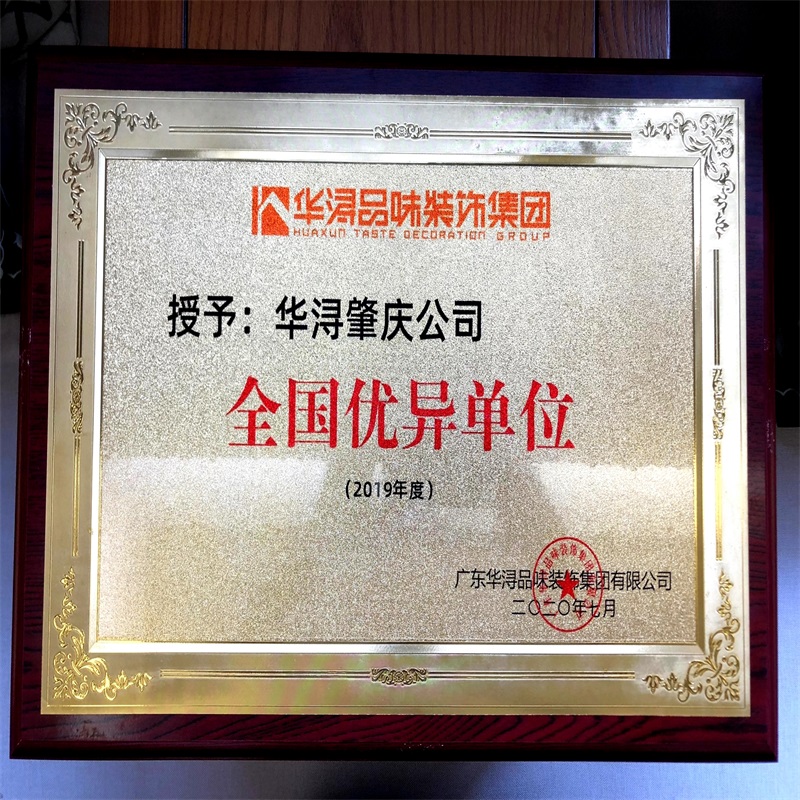 华浔品味装饰集团
HUAXUN TASTE DECORATION GROUP
授予：华浔肇庆公司
全国优异单位
（2019年度）
广东华浔品味装饰集团有限公司
二〇二〇年七月